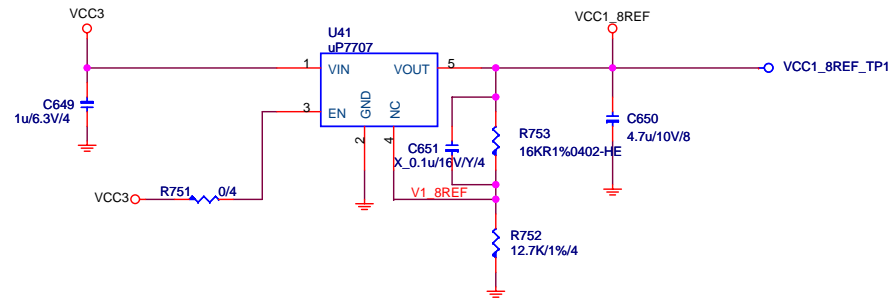 VCC3
VCC1_8REF
U41
uP7707
1
VIN
VOUT
5
VCC1_8REF_TP1
C649
1u/6.3V/4
3
EN
GND
NC
2
4
C651
X_0.1u/16V/Y/4
R753
16KR1%0402-HE
C650
4.7u/10V/8
VCC3
R751
0/4
V1_8REF
R752
12.7K/1%/4